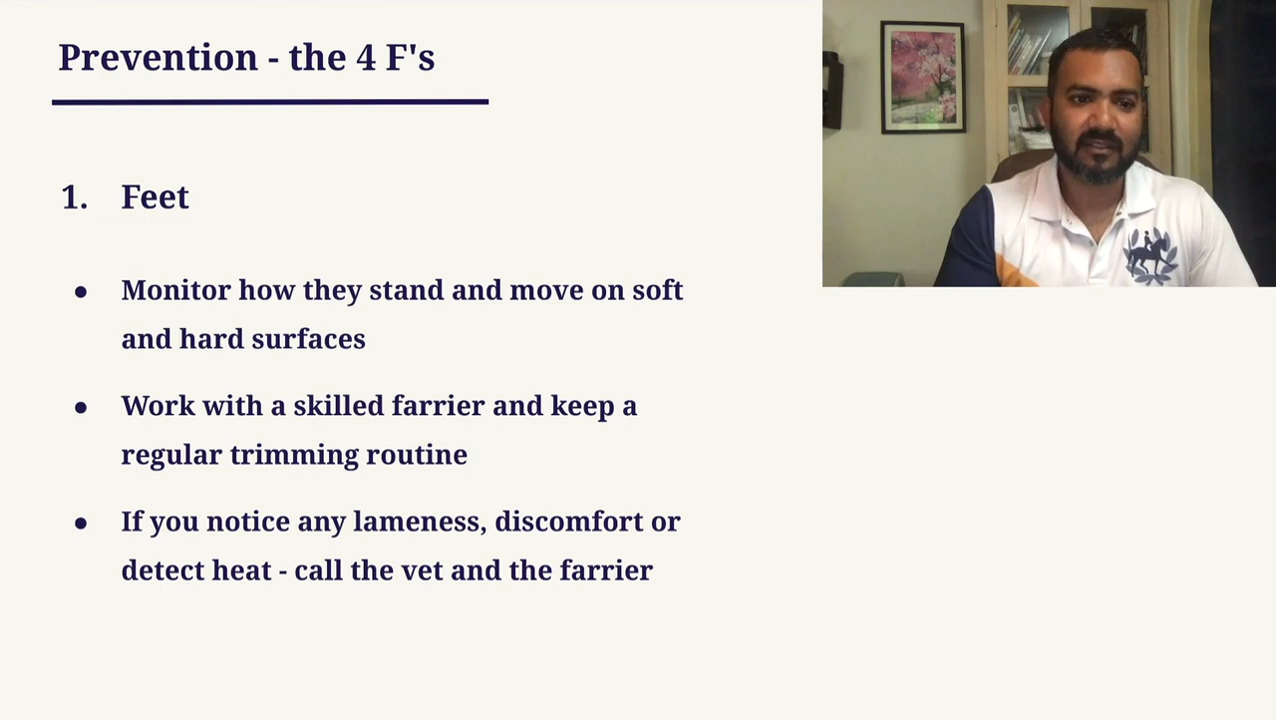 Prevention - the 4 F's
1. Feet
● Monitor how they stand and move on soft
and hard surfaces
● Work with a skilled farrier and keep a
regular trimming routine
● If you notice any lameness, discomfort or
detect heat - call the vet and the farrier